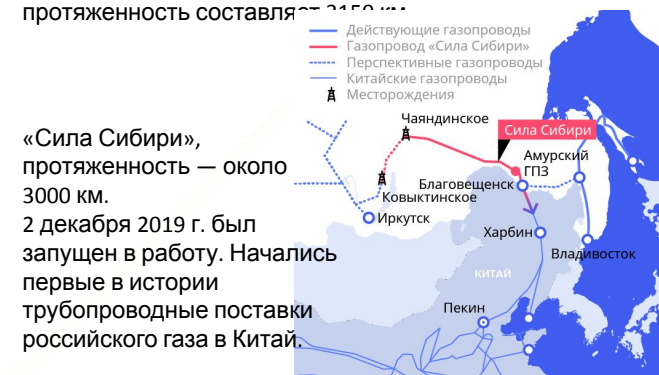 протяженность составляет 3150 км
Действующие газопроводы
Газопровод «Сила Сибири»
Перспективные газопроводы
Китайские газопроводы
Месторождения
«Сила Сибири»,
протяженность — около
3000 км.
2 декабря 2019 г. был
запущен в работу. Начались
первые в истории
трубопроводные поставки
российского газа в Китай.
Чаяндинское
Сила Сибири
Амурский
ГПЗ
Благовещенск
Ковыктинское
Иркутск
Харбин
Владивосток
КИТАЙ
Пекин